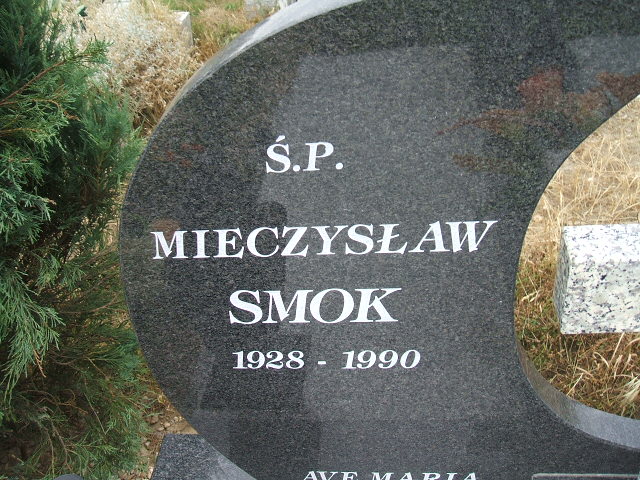 Ś.P.
MIECZYSŁAW
SMOK
1928 - 1990
AVE MARIA